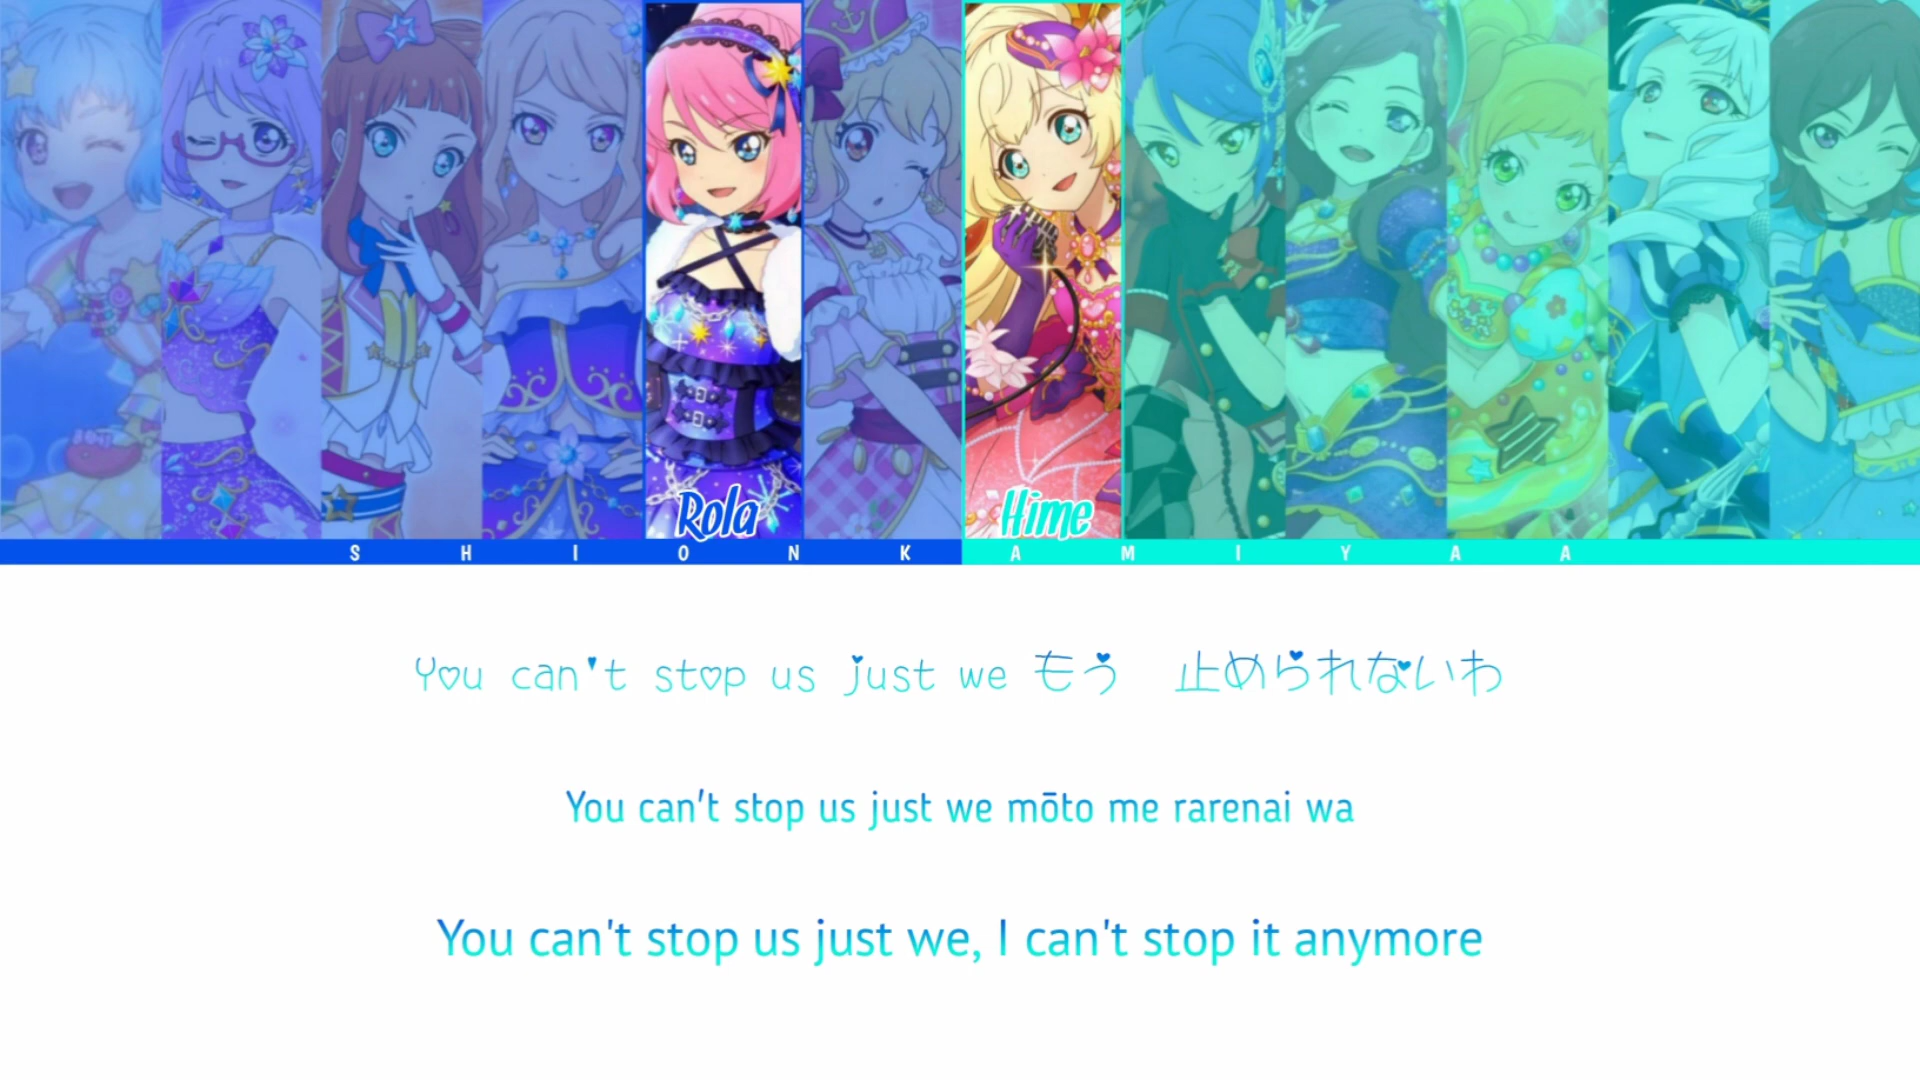 Rola
Hime
S H I O N K A M I Y A A
You can't stop us just we もう 止められないわ
You can't stop us just we mōto me rarenai wa
You can't stop us just we, I can't stop it anymore